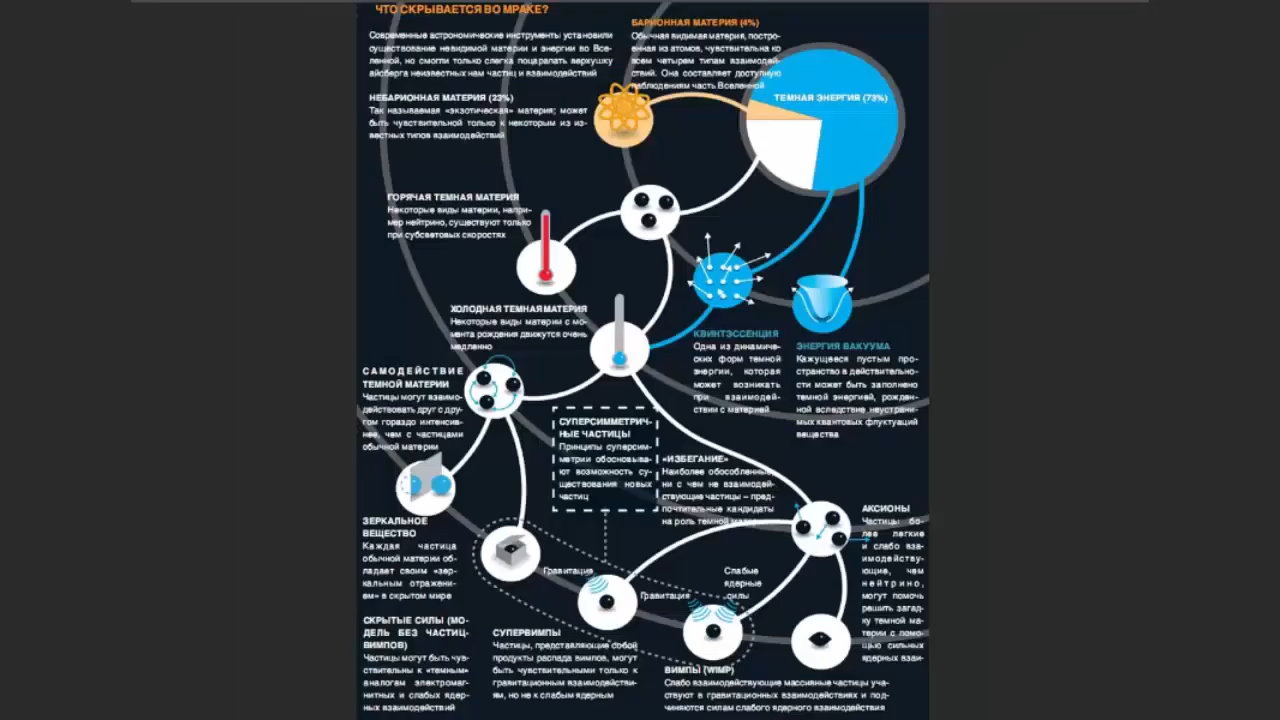 ЧТО СКРЫВАЕТСЯ ВО МРАКЕ?
Современные астрономические инструменты установили
существование невидимой материи и энергии во Все-
ленной, но смогли только слегка поцарапать верхушку
айсберга неизвестных нам частиц и взаимодействий
БАРИОННАЯ МАТЕРИЯ (4%)
Обычная видимая материя, постро-
енная из атомов, чувствительна ко
всем четырем типам взаимодей-
ствий. Она составляет доступную
наблюдениям часть Вселенной
ТЕМНАЯ ЭНЕРГИЯ (73%)
НЕБАРИОННАЯ МАТЕРИЯ (23%)
Так называемая «экзотическая» материя; может
быть чувствительной только к некоторым из из-
вестных типов взаимодействий
ГОРЯЧАЯ ТЕМНАЯ МАТЕРИЯ
Некоторые виды материи, напри-
мер нейтрино, существуют только
при субсветовых скоростях
ХОЛОДНАЯ ТЕМНАЯ МАТЕРИЯ
Некоторые виды материи с мо-
мента рождения движутся очень
медленно
КВИНТЭССЕНЦИЯ
Одна из динамиче-
ских форм темной
энергии, которая
может возникать
при взаимодей-
ствии с материей
ЭНЕРГИЯ ВАКУУМА
Кажущееся пустым про-
странство в действительно-
сти может быть заполнено
темной энергией, рожден-
ной вследствие неустрани-
мых квантовых флуктуаций
вещества
САМОДЕЙСТВИЕ
ТЕМНОЙ МАТЕРИИ
Частицы могут взаимо-
действовать друг с дру-
гом гораздо интенсив-
нее, чем с частицами
обычной материи
СУПЕРСИММЕТРИЧ-
НЫЕ ЧАСТИЦЫ
Принципы суперсим-
метрии обосновыва-
ют возможность су-
ществования новых
частиц
«ИЗБЕГАНИЕ»
Наиболее обособленные,
ни с чем не взаимодей-
ствующие частицы – пред-
почтительные кандидаты
на роль темной материи
АКСИОНЫ
Частицы бо-
лее легкие
и слабо вза-
имодейству-
ющие, чем
нейтрино,
могут помочь
решить загад-
ку темной ма-
терии с помо-
щью сильных
ядерных взаи-
ЗЕРКАЛЬНОЕ
ВЕЩЕСТВО
Каждая частица
обычной материи об-
ладает своим «зер-
кальным отражени-
ем» в скрытом мире
Гравитация
Гравитация
Слабые
ядерные
силы
СКРЫТЫЕ СИЛЫ (МО-
ДЕЛЬ БЕЗ ЧАСТИЦ-
ВИМПОВ)
Частицы могут быть чув-
ствительны к «темным»
аналогам электромаг-
нитных и слабых ядер-
ных взаимодействий
СУПЕРВИМПЫ
Частицы, представляющие собой
продукты распада вимпов, могут
быть чувствительными только к
гравитационным взаимодействи-
ям, но не к слабым ядерным
ВИМПЫ (WIMP)
Слабо взаимодействующие массивные частицы уча-
ствуют в гравитационных взаимодействиях и под-
чиняются силам слабого ядерного взаимодействия